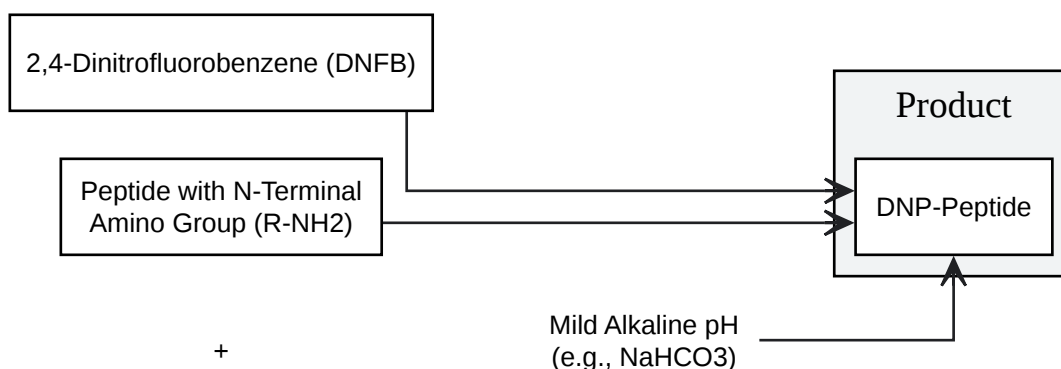 2,4-Dinitrofluorobenzene (DNFB)
Product
Peptide with N-Terminal
Amino Group (R-NH2)
DNP-Peptide
Mild Alkaline pH
(e.g., NaHCO3)
+